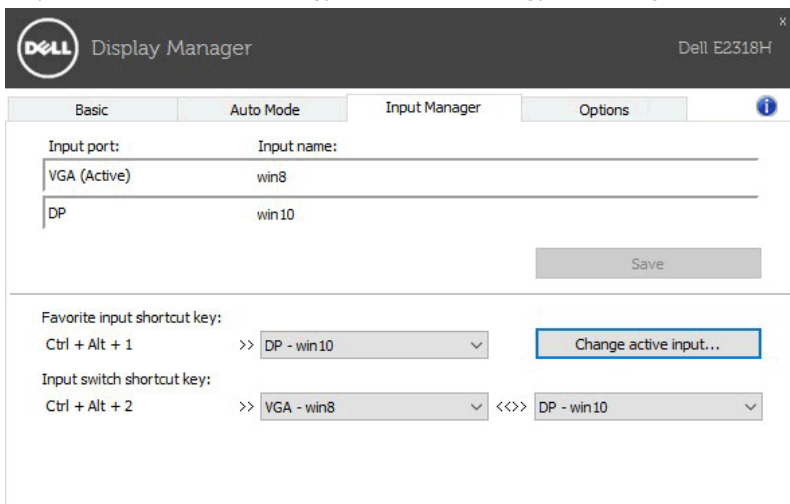 x
DELL Display Manager Dell E2318H
Basic Auto Mode Input Manager Options i
Input port: Input name:
VGA (Active) win8
DP win10
Save
Favorite input shortcut key:
Ctrl + Alt + 1 >> DP - win10 Change active input...
Input switch shortcut key:
Ctrl + Alt + 2 >> VGA - win8 <<>> DP - win10